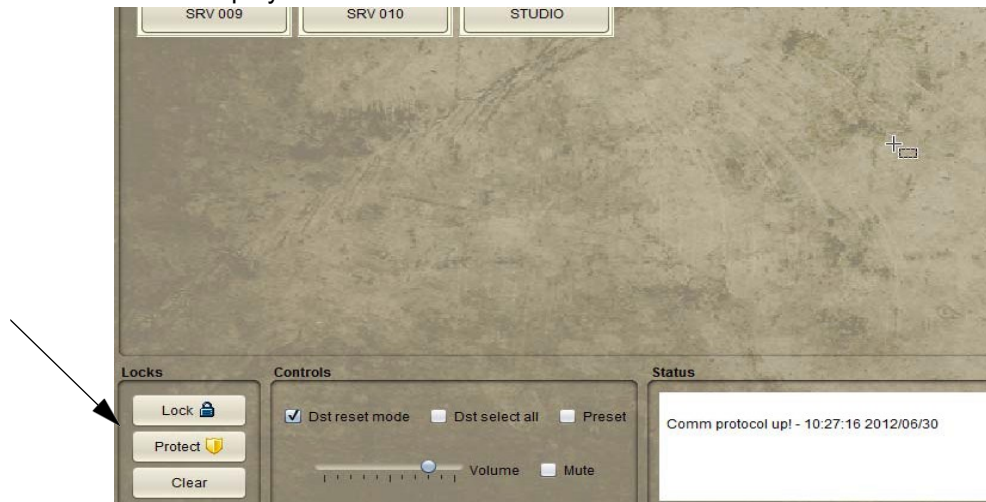 SRV 009 SRV 010 STUDIO
Locks Controls Status
Lock
Protect
Clear
Dst reset mode Dst select all Preset
Volume Mute
Comm protocol up! - 10:27:16 2012/06/30